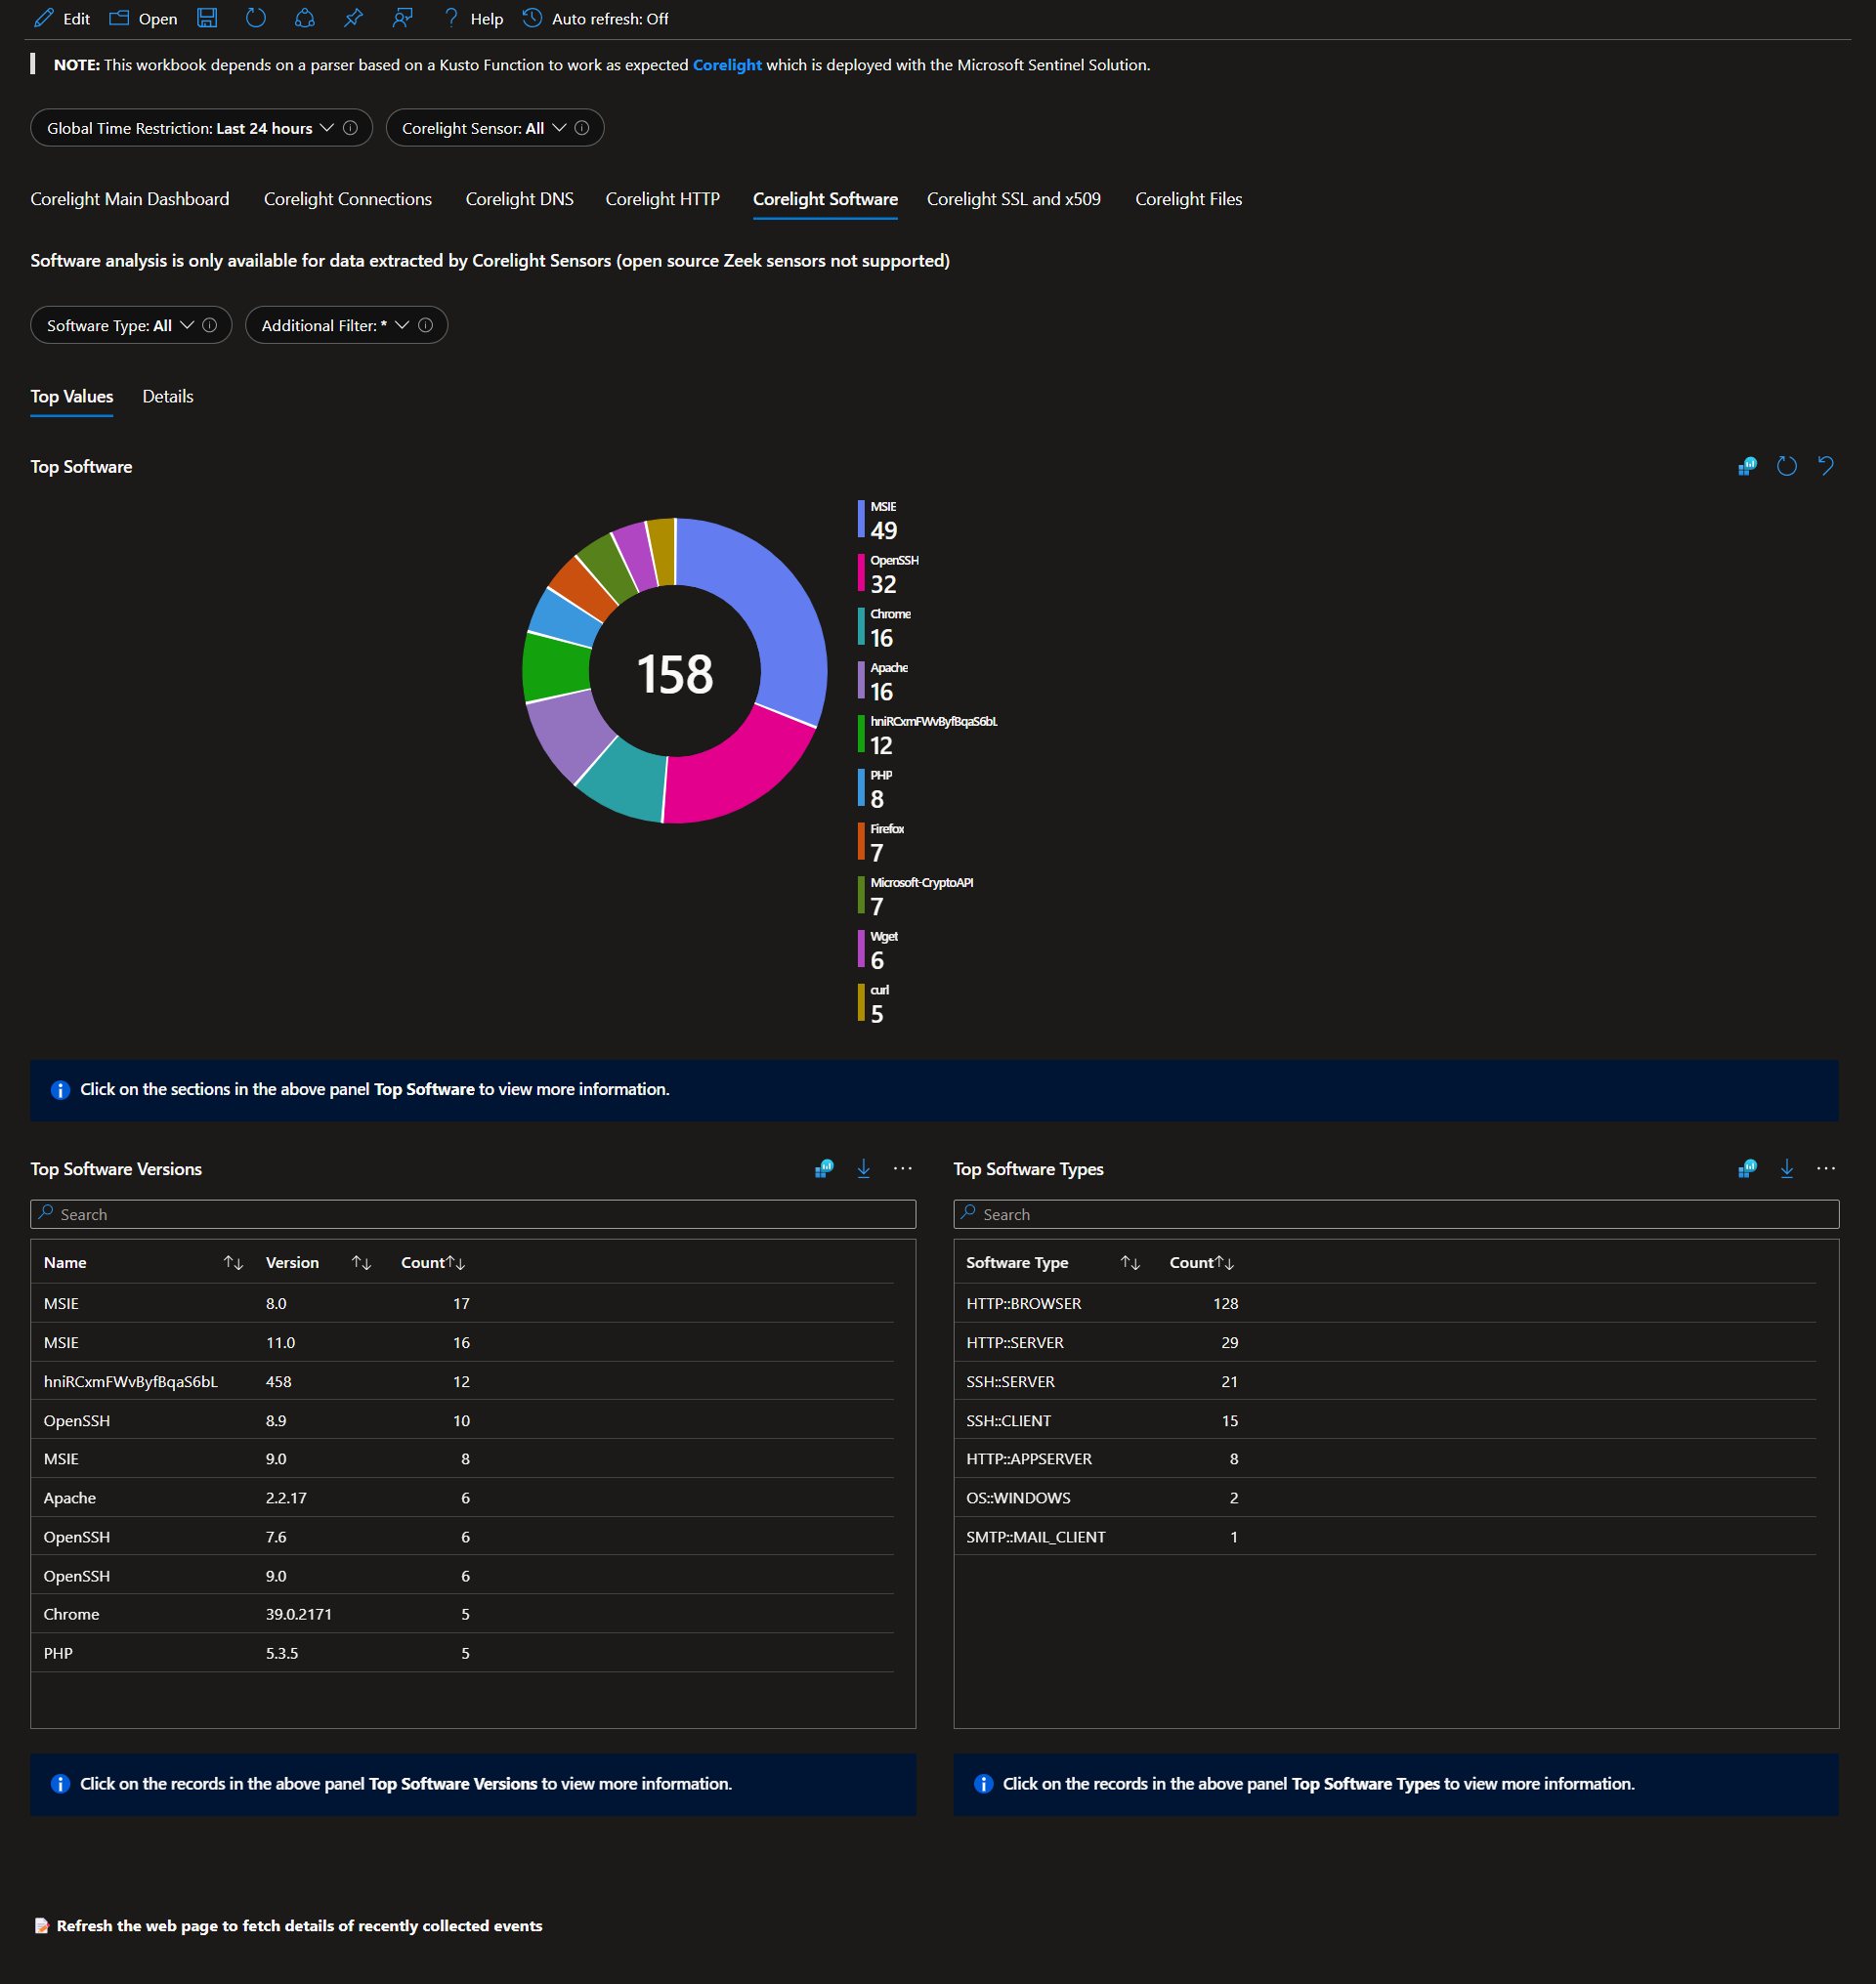 Edit Open Help Auto refresh: Off
NOTE: This workbook depends on a parser based on a Kusto Function to work as expected Corelight which is deployed with the Microsoft Sentinel Solution.
Global Time Restriction: Last 24 hours Corelight Sensor: All
Corelight Main Dashboard Corelight Connections Corelight DNS Corelight HTTP Corelight Software Corelight SSL and x509 Corelight Files
Software analysis is only available for data extracted by Corelight Sensors (open source Zeek sensors not supported)
Software Type: All Additional Filter: *
Top Values Details
Top Software
158
MSIE
49
OpenSSH
32
Chrome
16
Apache
16
hniRCxmFWvByfBqaS6bL
12
PHP
8
Firefox
7
Microsoft-CryptoAPI
7
Wget
6
curl
5
Click on the sections in the above panel Top Software to view more information.
Top Software Versions
Search
Name Version Count
MSIE 8.0 17
MSIE 11.0 16
hniRCxmFWvByfBqaS6bL 458 12
OpenSSH 8.9 10
MSIE 9.0 8
Apache 2.2.17 6
OpenSSH 7.6 6
OpenSSH 9.0 6
Chrome 39.0.2171 5
PHP 5.3.5 5
Click on the records in the above panel Top Software Versions to view more information.
Top Software Types
Search
Software Type Count
HTTP::BROWSER 128
HTTP::SERVER 29
SSH::SERVER 21
SSH::CLIENT 15
HTTP::APPSERVER 8
OS::WINDOWS 2
SMTP::MAIL_CLIENT 1
Click on the records in the above panel Top Software Types to view more information.
Refresh the web page to fetch details of recently collected events